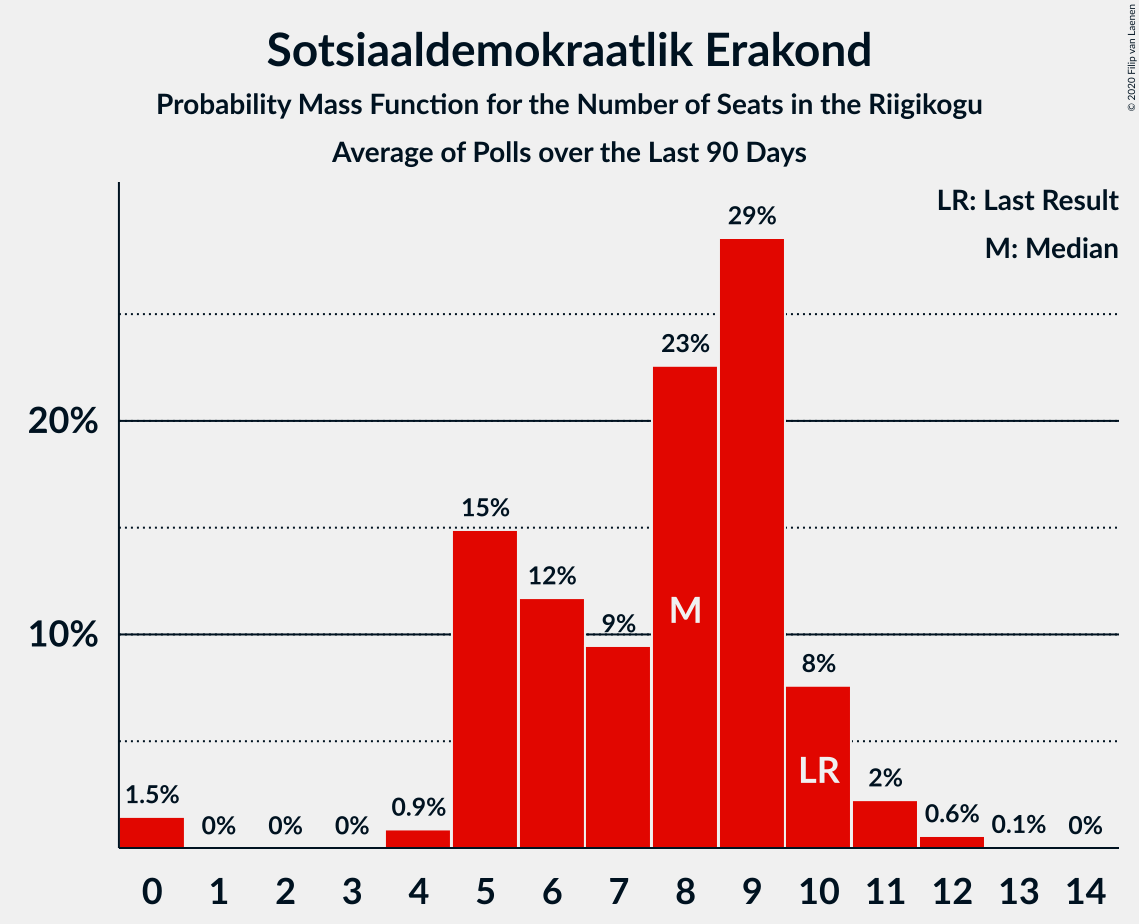 Sotsiaaldemokraatlik Erakond
Probability Mass Function for the Number of Seats in the Riigikogu
Average of Polls over the Last 90 Days
© 2020 Filip van Laenen
LR: Last Result
M: Median
29%
23%
20%
15%
12%
9%
M
10%
8%
LR
2%
1.5%
0.9%
0.6%
0% 0% 0% 0.1% 0%
0 1 2 3 4 5 6 7 8 9 10 11 12 13 14